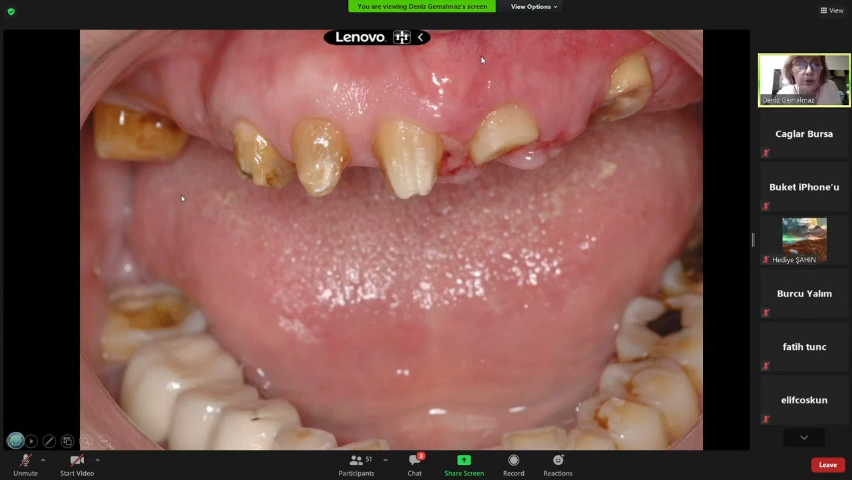 You are viewing Deniz Gemalmaz's screen
View Options
View
Lenovo
Deniz Gemalmaz
Caglar Bursa
Buket iPhone'u
Hediye ŞAHİN
Burcu Yalım
fatih tunc
elifcoskun
Unmute
Start Video
51
Participants
3
Chat
Share Screen
Record
Reactions
Leave